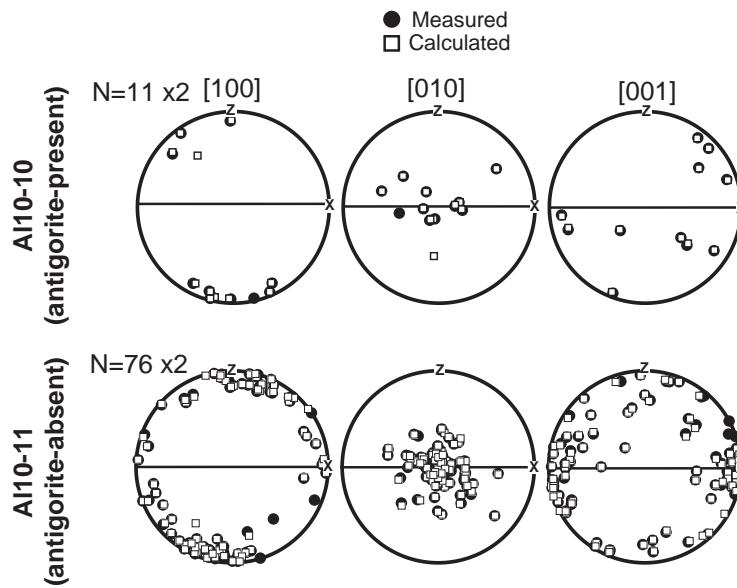 Measured
Calculated
N=11 x2
[100]
[010]
[001]
Z
Z
Z
X
X
Al10-10
(antigorite-present)
N=76 x2
Z
Z
Z
X
X
Al10-11
(antigorite-absent)